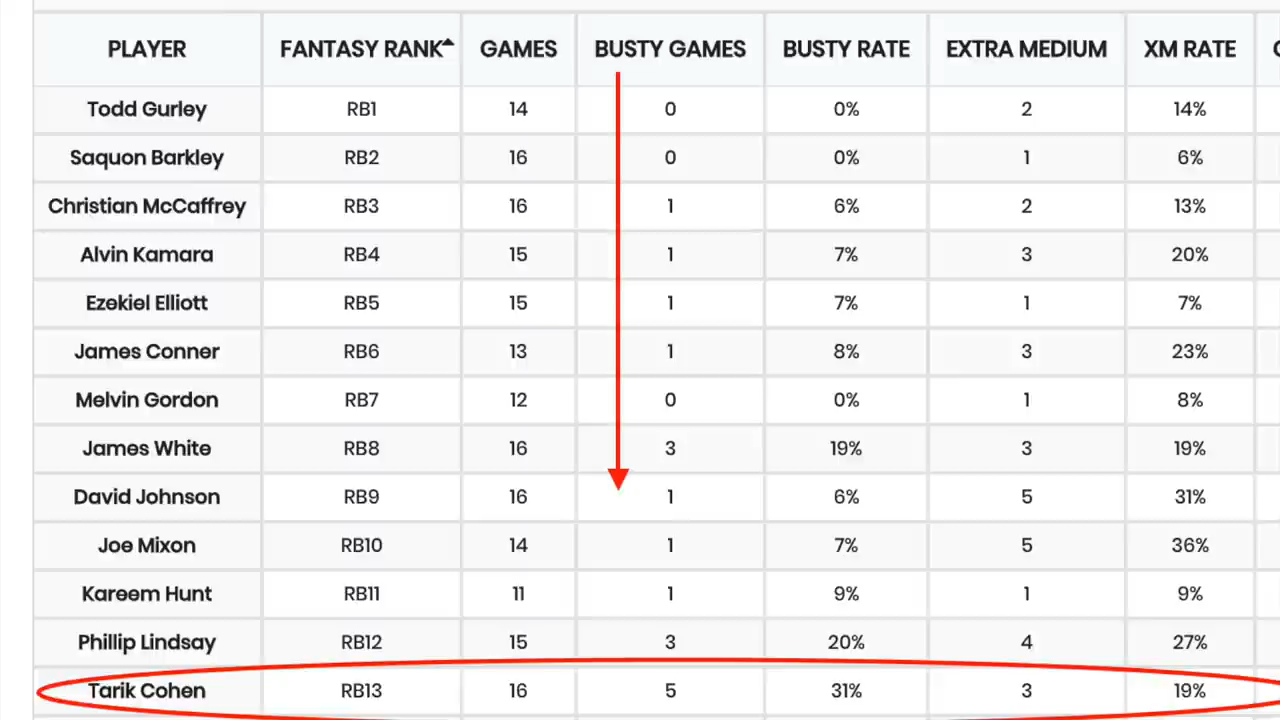 PLAYER FANTASY RANK GAMES BUSTY GAMES BUSTY RATE EXTRA MEDIUM XM RATE
Todd Gurley RB1 14 0 0% 2 14%
Saquon Barkley RB2 16 0 0% 1 6%
Christian McCaffrey RB3 16 1 6% 2 13%
Alvin Kamara RB4 15 1 7% 3 20%
Ezekiel Elliott RB5 15 1 7% 1 7%
James Conner RB6 13 1 8% 3 23%
Melvin Gordon RB7 12 0 0% 1 8%
James White RB8 16 3 19% 3 19%
David Johnson RB9 16 1 6% 5 31%
Joe Mixon RB10 14 1 7% 5 36%
Kareem Hunt RB11 11 1 9% 1 9%
Phillip Lindsay RB12 15 3 20% 4 27%
Tarik Cohen RB13 16 5 31% 3 19%